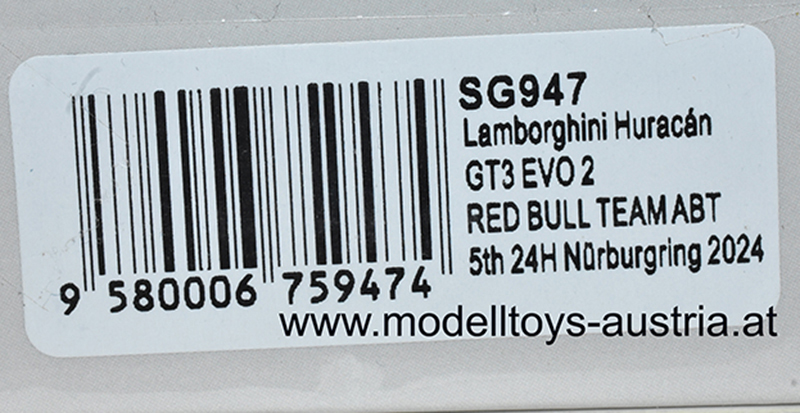 SG947
Lamborghini Huracán
GT3 EVO 2
RED BULL TEAM ABT
5th 24H Nürburgring 2024
9 580006 759474
www.modelltoys-austria.at